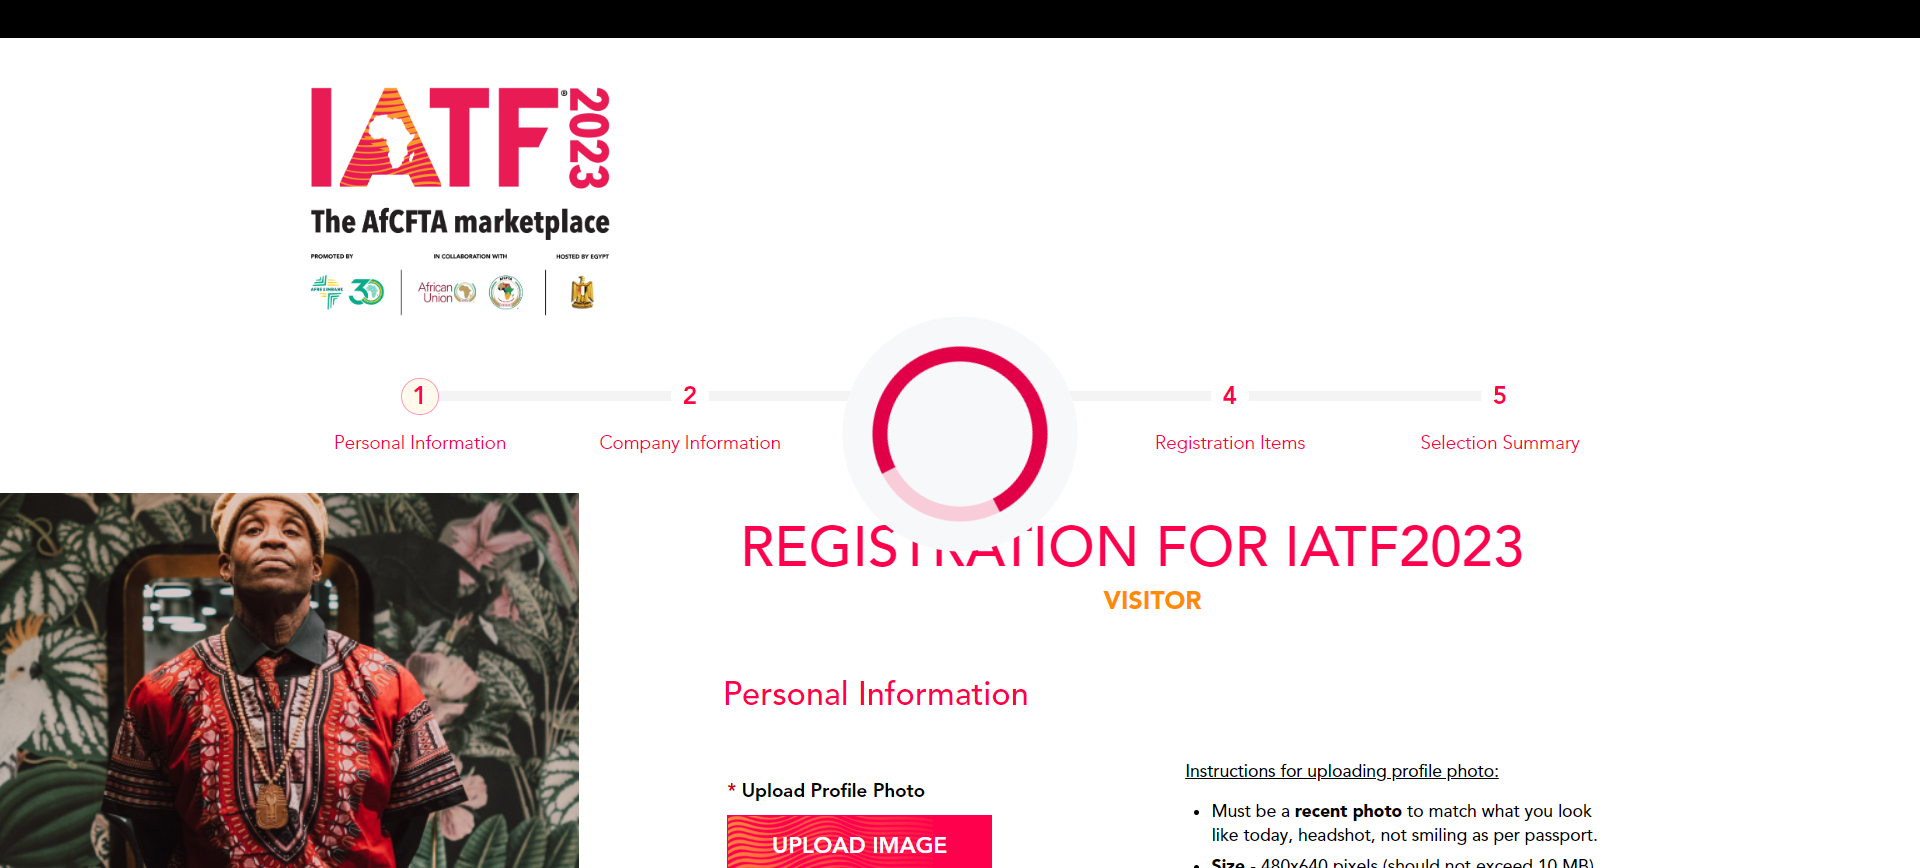 IATF® 2023
The AfCFTA marketplace
PROMOTED BY
IN COLLABORATION WITH
HOSTED BY EGYPT
AFREXIMBANK
30
African
Union
AfCFTA
1
2
4
5
Personal Information
Company Information
Registration Items
Selection Summary
REGISTRATION FOR IATF2023
VISITOR
Personal Information
* Upload Profile Photo
UPLOAD IMAGE
Instructions for uploading profile photo:
• Must be a recent photo to match what you look
like today, headshot, not smiling as per passport.
• Size - 480x640 pixels (should not exceed 10 MB)